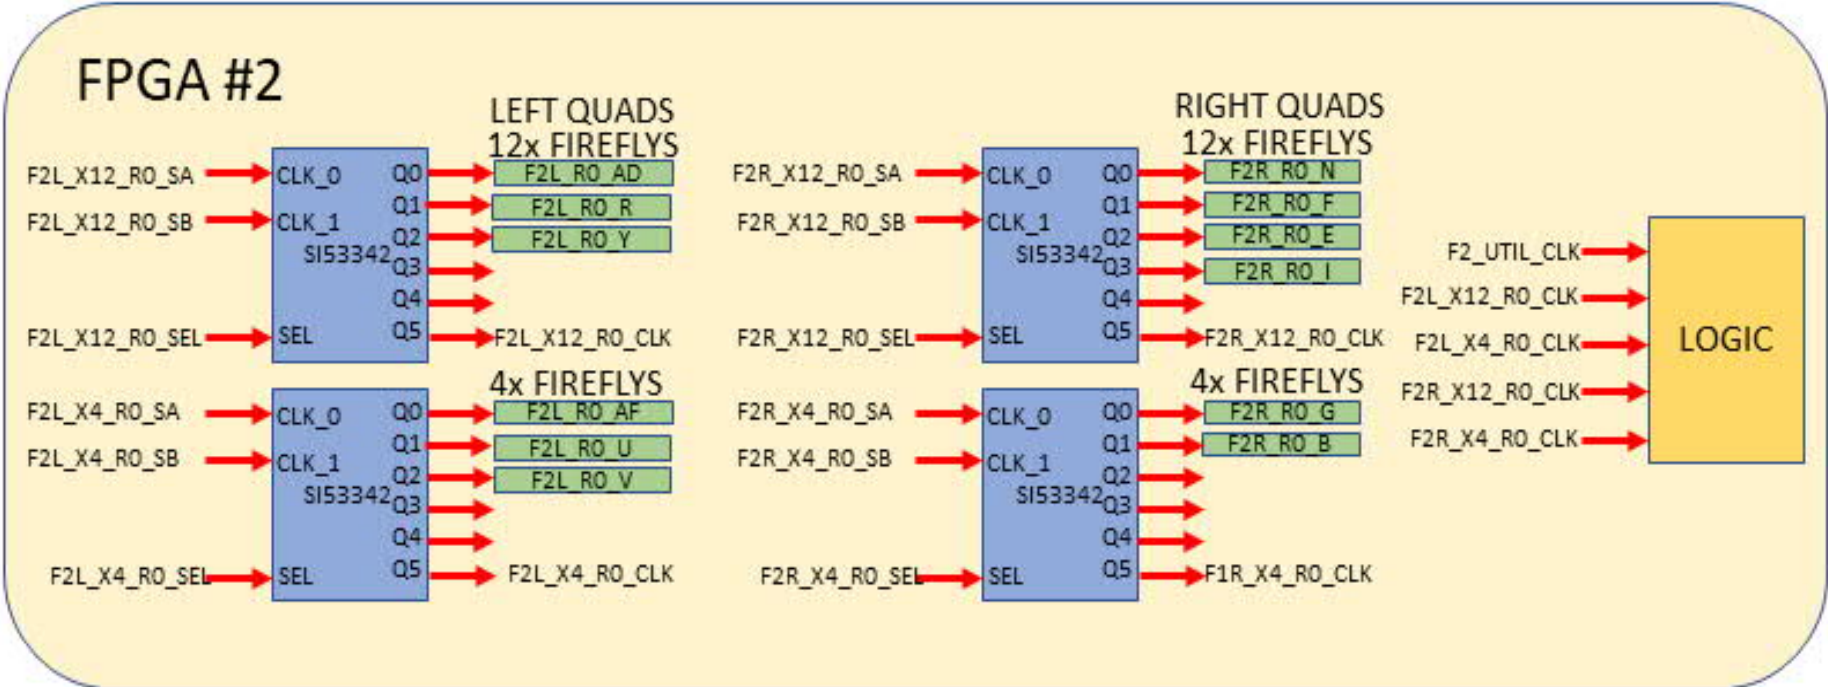 FPGA #2
LEFT QUADS
12x FIREFLYS
F2L_X12_R0_SA
CLK_0
Q0
F2L_R0_AD
Q1
F2L_R0_R
F2L_X12_R0_SB
CLK_1
Q2
F2L_R0_Y
SI53342
Q3
Q4
F2L_X12_R0_SEL
SEL
Q5
F2L_X12_R0_CLK
4x FIREFLYS
F2L_X4_R0_SA
CLK_0
Q0
F2L_R0_AF
Q1
F2L_R0_U
F2L_X4_R0_SB
CLK_1
Q2
F2L_R0_V
SI53342
Q3
Q4
F2L_X4_R0_SEL
SEL
Q5
F2L_X4_R0_CLK
RIGHT QUADS
12x FIREFLYS
F2R_X12_R0_SA
CLK_0
Q0
F2R_R0_N
Q1
F2R_R0_F
F2R_X12_R0_SB
CLK_1
Q2
F2R_R0_E
SI53342
Q3
F2R_R0_I
Q4
F2R_X12_R0_SEL
SEL
Q5
F2R_X12_R0_CLK
4x FIREFLYS
F2R_X4_R0_SA
CLK_0
Q0
F2R_R0_G
Q1
F2R_R0_B
F2R_X4_R0_SB
CLK_1
Q2
SI53342
Q3
Q4
F2R_X4_R0_SEL
SEL
Q5
F1R_X4_R0_CLK
F2_UTIL_CLK
F2L_X12_R0_CLK
F2L_X4_R0_CLK
F2R_X12_R0_CLK
F2R_X4_R0_CLK
LOGIC